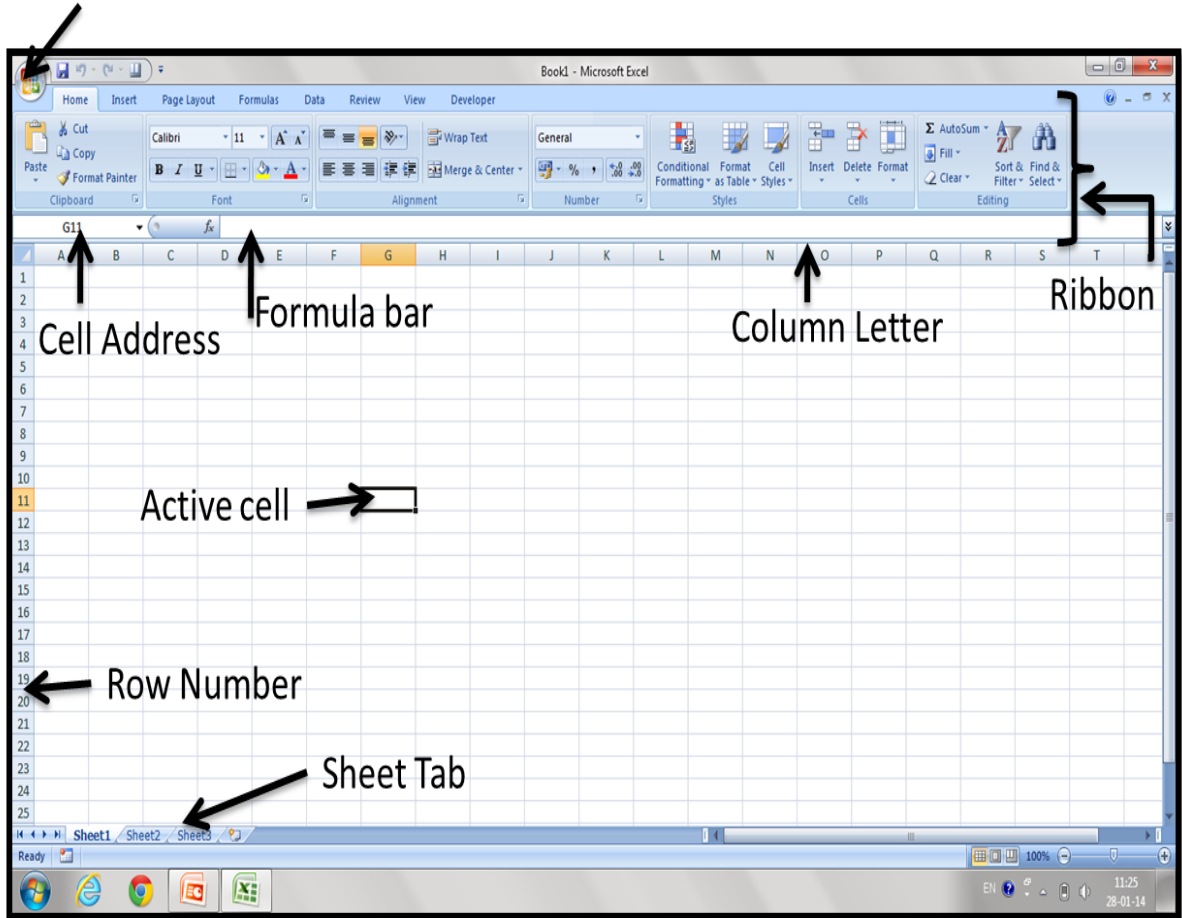 Book1 - Microsoft Excel
Home Insert Page Layout Formulas Data Review View Developer
Paste
Cut
Copy
Format Painter
Clipboard
Calibri 11 A A
B I U A
Font
Wrap Text
Merge & Center
Alignment
General
% , .0 .00 .00 .0
Number
Conditional Formatting
Format as Table
Cell Styles
Styles
Insert Delete Format
Cells
Σ AutoSum
Fill
Clear
Sort & Filter
Find & Select
Editing
G11 fx
A B C D E F G H I J K L M N O P Q R S T
Cell Address
Formula bar
Column Letter
Ribbon
1
2
3
4
5
6
7
8
9
10
11
Active cell
12
13
14
15
16
17
18
19
Row Number
20
21
22
23
Sheet Tab
24
25
Sheet1 Sheet2 Sheet3
Ready 100%
EN 11:25
28-01-14